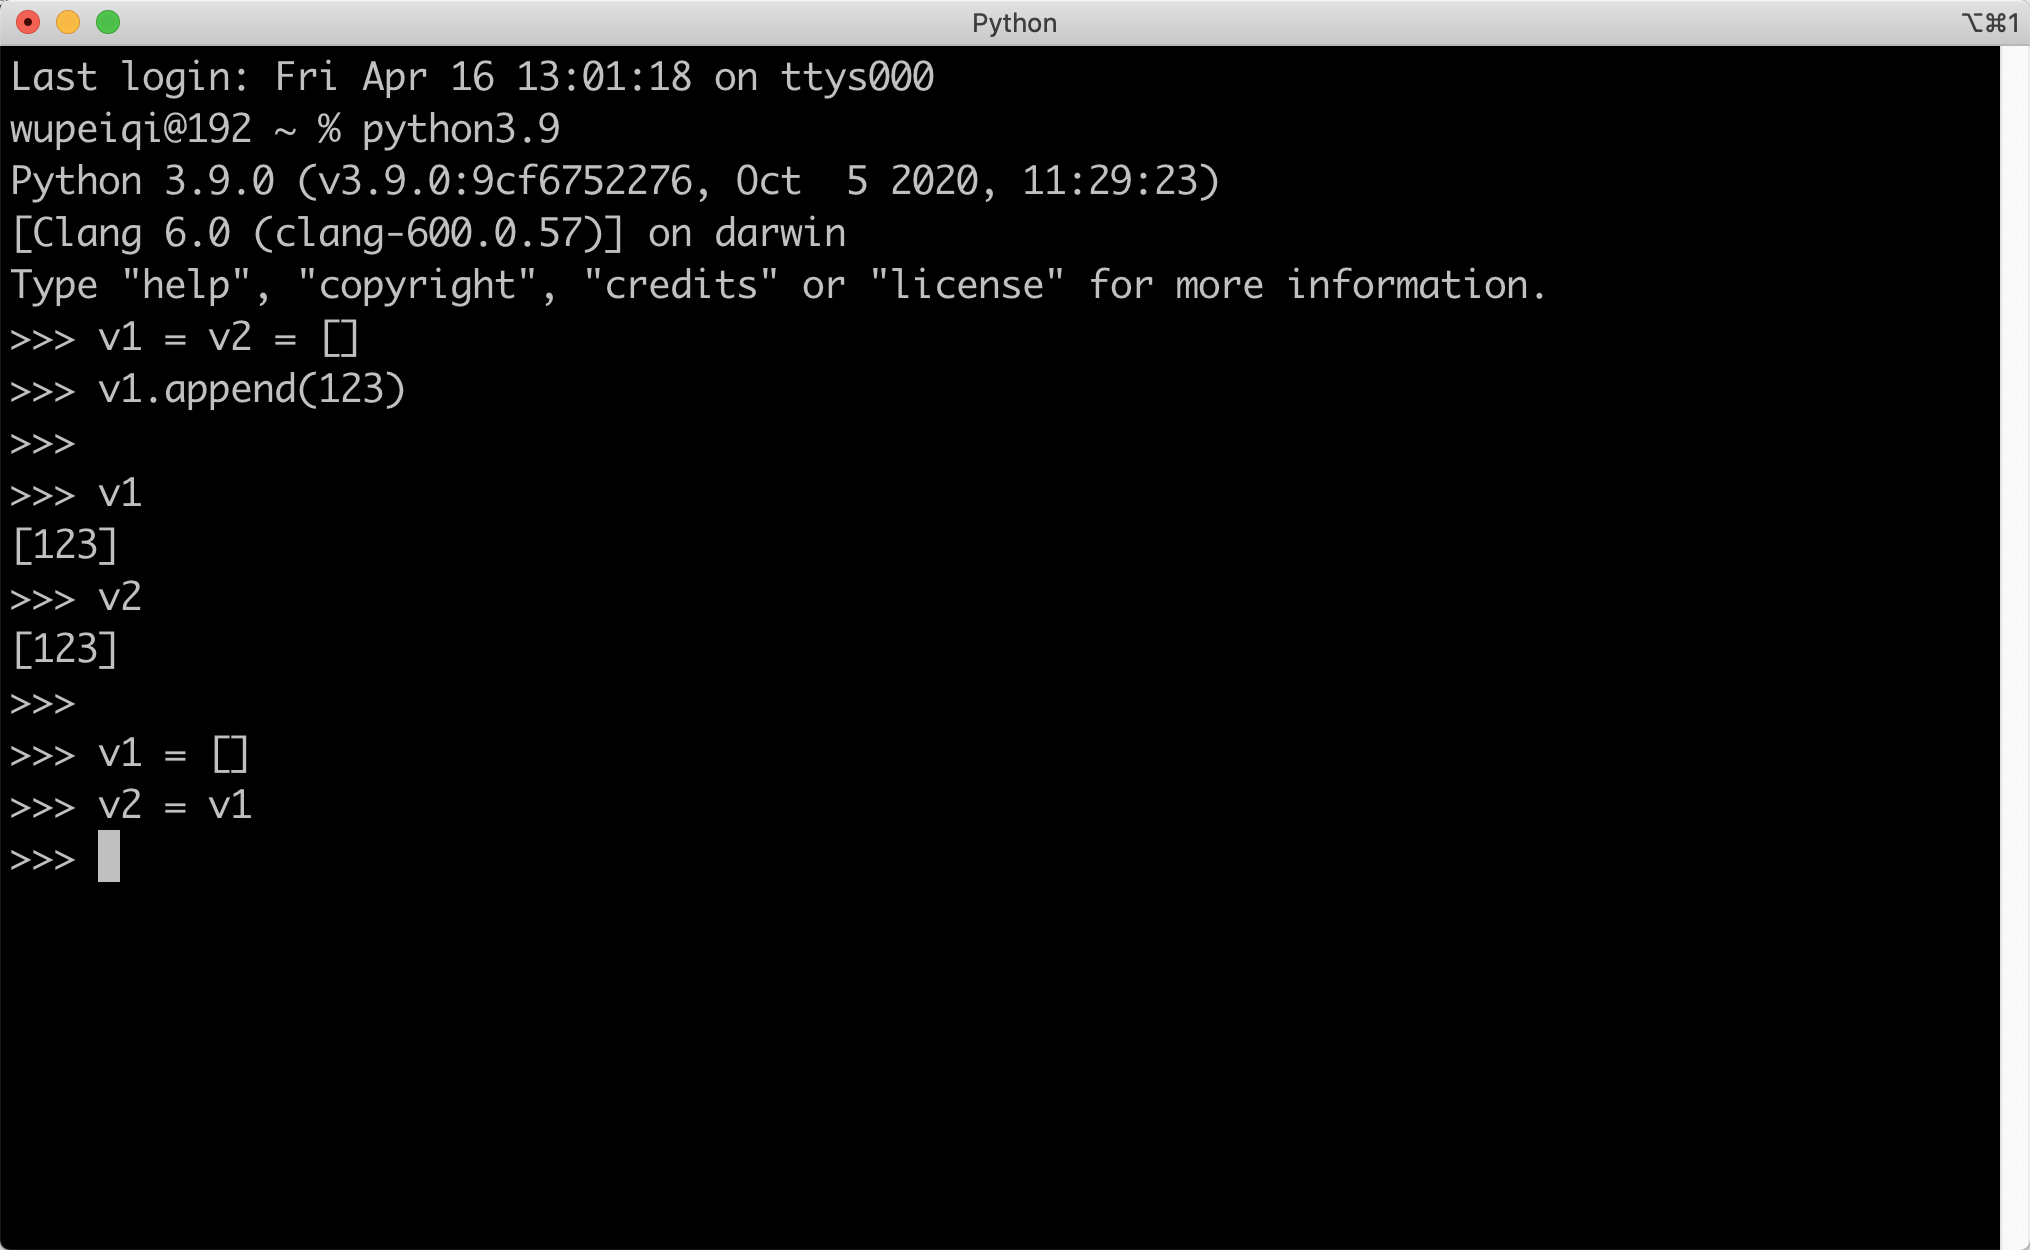 Python
⌥⌘1
Last login: Fri Apr 16 13:01:18 on ttys000
wupeiqi@192 ~ % python3.9
Python 3.9.0 (v3.9.0:9cf6752276, Oct  5 2020, 11:29:23)
[Clang 6.0 (clang-600.0.57)] on darwin
Type "help", "copyright", "credits" or "license" for more information.
>>> v1 = v2 = []
>>> v1.append(123)
>>>
>>> v1
[123]
>>> v2
[123]
>>>
>>> v1 = []
>>> v2 = v1
>>>